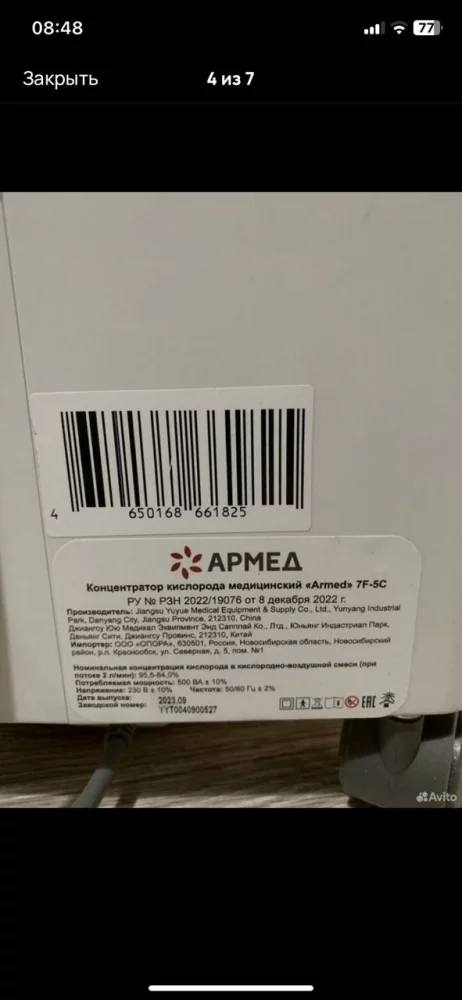 08:48
77
Закрыть
4 из 7
4 650168 661825
АРМЕД
Концентратор кислорода медицинский «Armed» 7F-5C
РУ № РЗН 2022/19076 от 8 декабря 2022 г.
Производитель: Jiangsu Yuyue Medical Equipment & Supply Co., Ltd., Yunyang Industrial
Park, Danyang City, Jiangsu Province, 212310, China
Джиангсу Юю Медикал Эквипмент Энд Сапплай Ко., Лтд., Юньянг Индастриал Парк,
Даньянг Сити, Джиангсу Провинс, 212310, Китай
Импортер: ООО «ОПОРА», 630501, Россия, Новосибирская область, Новосибирский
район, р.п. Краснообск, ул. Северная, д. 5, пом. №1
Номинальная концентрация кислорода в кислородно-воздушной смеси (при
потоке 2 л/мин): 95,5-84,0%
Потребляемая мощность: 500 ВА ± 10%
Напряжение: 230 В ± 10% Частота: 50/60 Гц ± 2%
Дата выпуска: 2023.09
Заводской номер: YYT0040900527
EAC
Avito